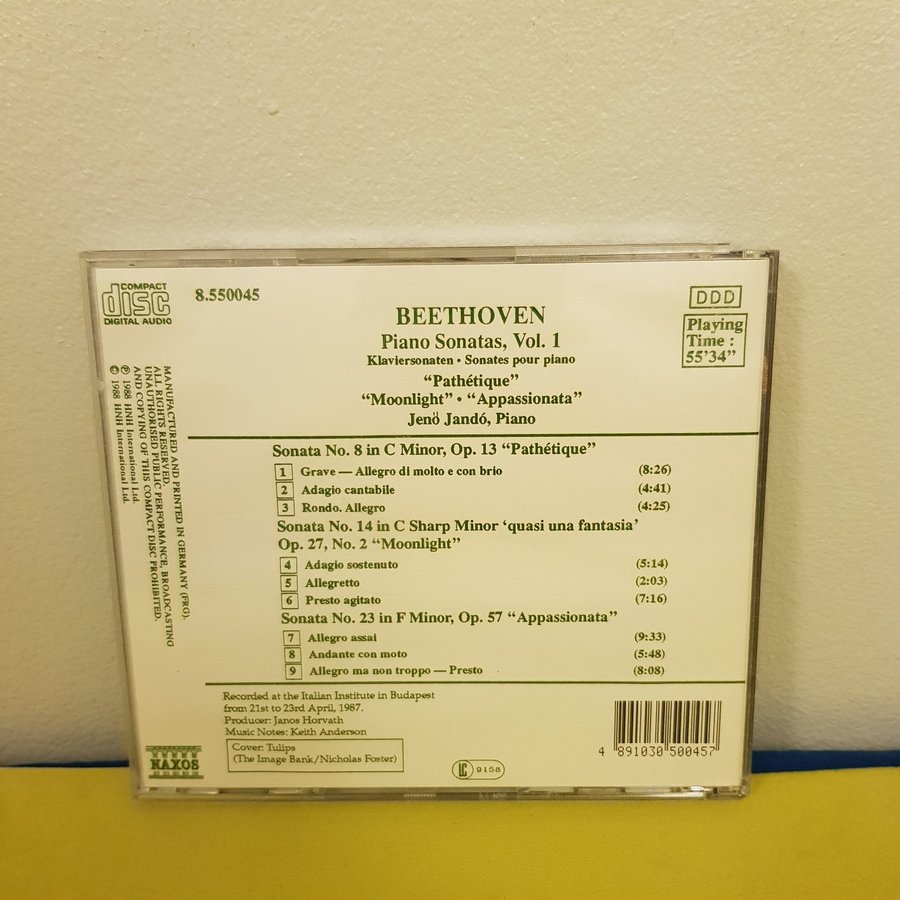 COMPACT
disc
DIGITAL AUDIO
8.550045
DDD
Playing
Time :
55'34"
BEETHOVEN
Piano Sonatas, Vol. 1
Klaviersonaten • Sonates pour piano
“Pathétique”
“Moonlight” • “Appassionata”
Jenö Jandó, Piano
Sonata No. 8 in C Minor, Op. 13 “Pathétique”
1 Grave — Allegro di molto e con brio (8:26)
2 Adagio cantabile (4:41)
3 Rondo. Allegro (4:25)
Sonata No. 14 in C Sharp Minor ‘quasi una fantasia’
Op. 27, No. 2 “Moonlight”
4 Adagio sostenuto (5:14)
5 Allegretto (2:03)
6 Presto agitato (7:16)
Sonata No. 23 in F Minor, Op. 57 “Appassionata”
7 Allegro assai (9:33)
8 Andante con moto (5:48)
9 Allegro ma non troppo — Presto (8:08)
Recorded at the Italian Institute in Budapest
from 21st to 23rd April, 1987.
Producer: Janos Horvath
Music Notes: Keith Anderson
Cover: Tulips
(The Image Bank/Nicholas Foster)
MANUFACTURED AND PRINTED IN GERMANY (FRG).
ALL RIGHTS RESERVED.
UNAUTHORISED PUBLIC PERFORMANCE, BROADCASTING
AND COPYING OF THIS COMPACT DISC PROHIBITED.
℗ 1988 HNH International Ltd.
© 1988 HNH International Ltd.
NAXOS
LC 9158
4 891030 500457